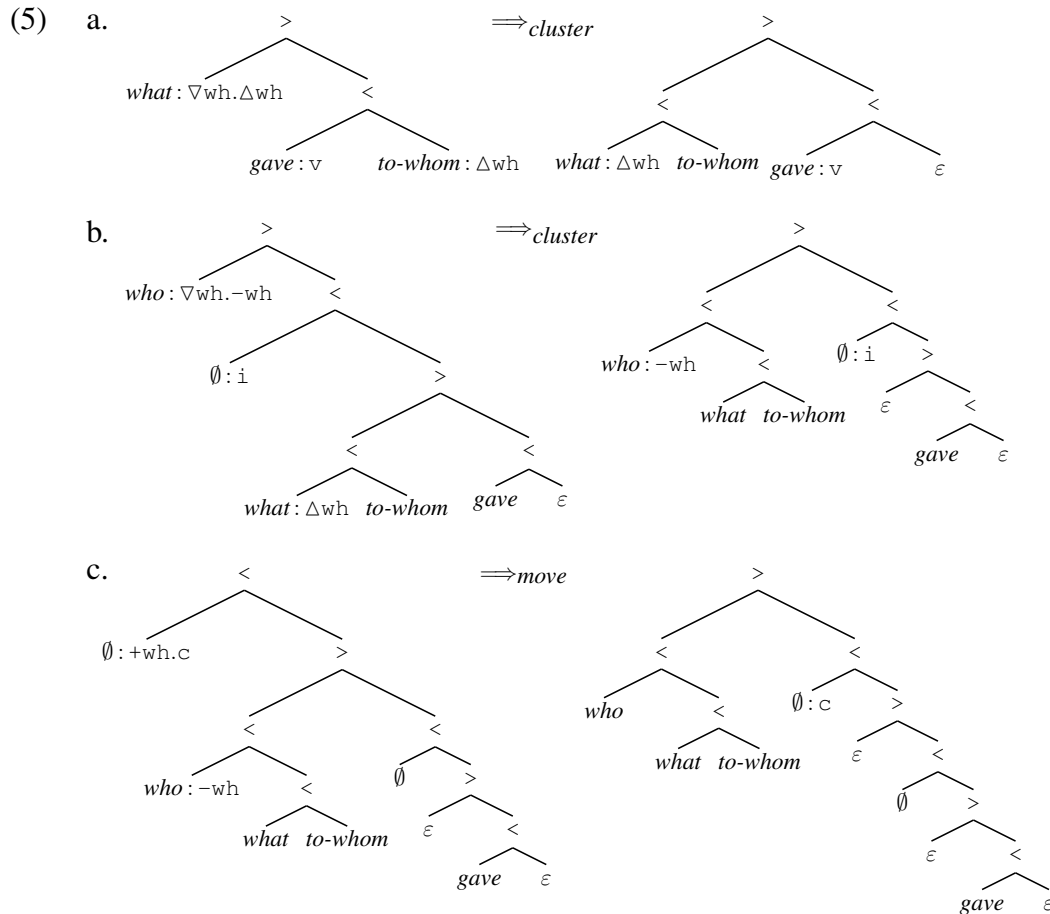 (5) a. > ⟹cluster >
what:∇wh.∆wh < < <
gave:v to-whom:∆wh what:∆wh to-whom gave:v ε
b. > ⟹cluster >
who:∇wh.-wh < < <
∅:i > who:-wh < ∅:i >
what to-whom ε <
< < gave ε
what:∆wh to-whom gave ε
c. < ⟹move >
∅:+wh.c > < <
who < ∅:c >
< < what to-whom ε <
who:-wh < ∅ > ∅ >
what to-whom ε < ε <
gave ε gave ε